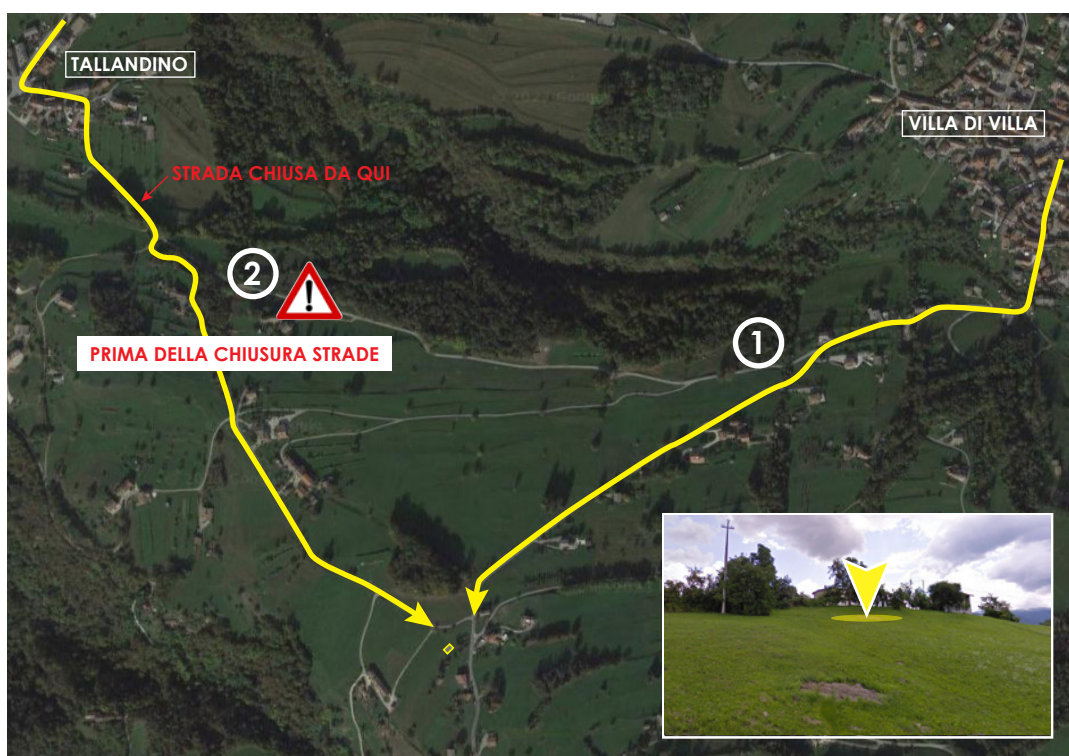 TALLANDINO
VILLA DI VILLA
STRADA CHIUSA DA QUI
2
PRIMA DELLA CHIUSURA STRADE
1